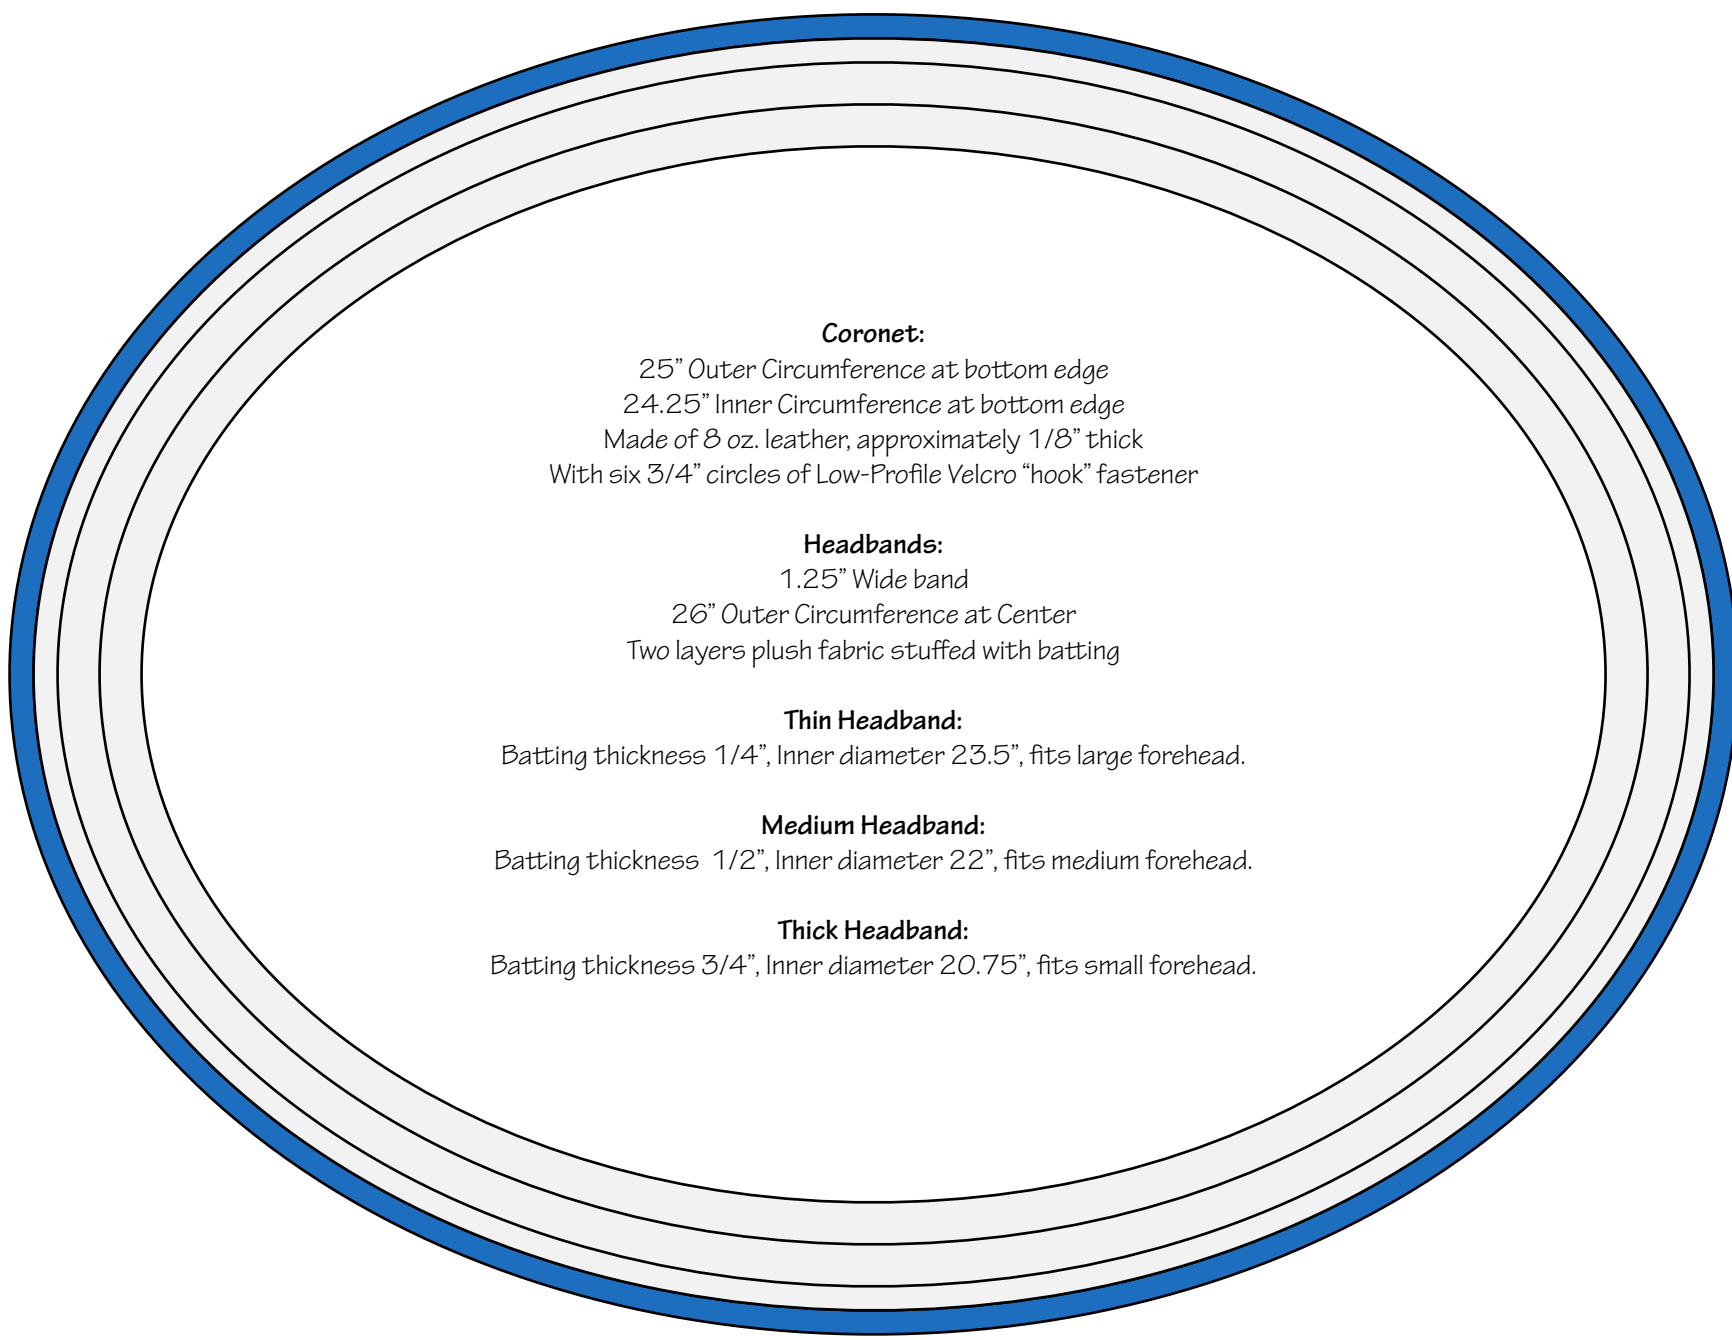 Coronet:
25” Outer Circumference at bottom edge
24.25” Inner Circumference at bottom edge
Made of 8 oz. leather, approximately 1/8” thick
With six 3/4” circles of Low-Profile Velcro “hook” fastener
Headbands:
1.25” Wide band
26” Outer Circumference at Center
Two layers plush fabric stuffed with batting
Thin Headband:
Batting thickness 1/4”, Inner diameter 23.5”, fits large forehead.
Medium Headband:
Batting thickness  1/2”, Inner diameter 22”, fits medium forehead.
Thick Headband:
Batting thickness 3/4”, Inner diameter 20.75”, fits small forehead.